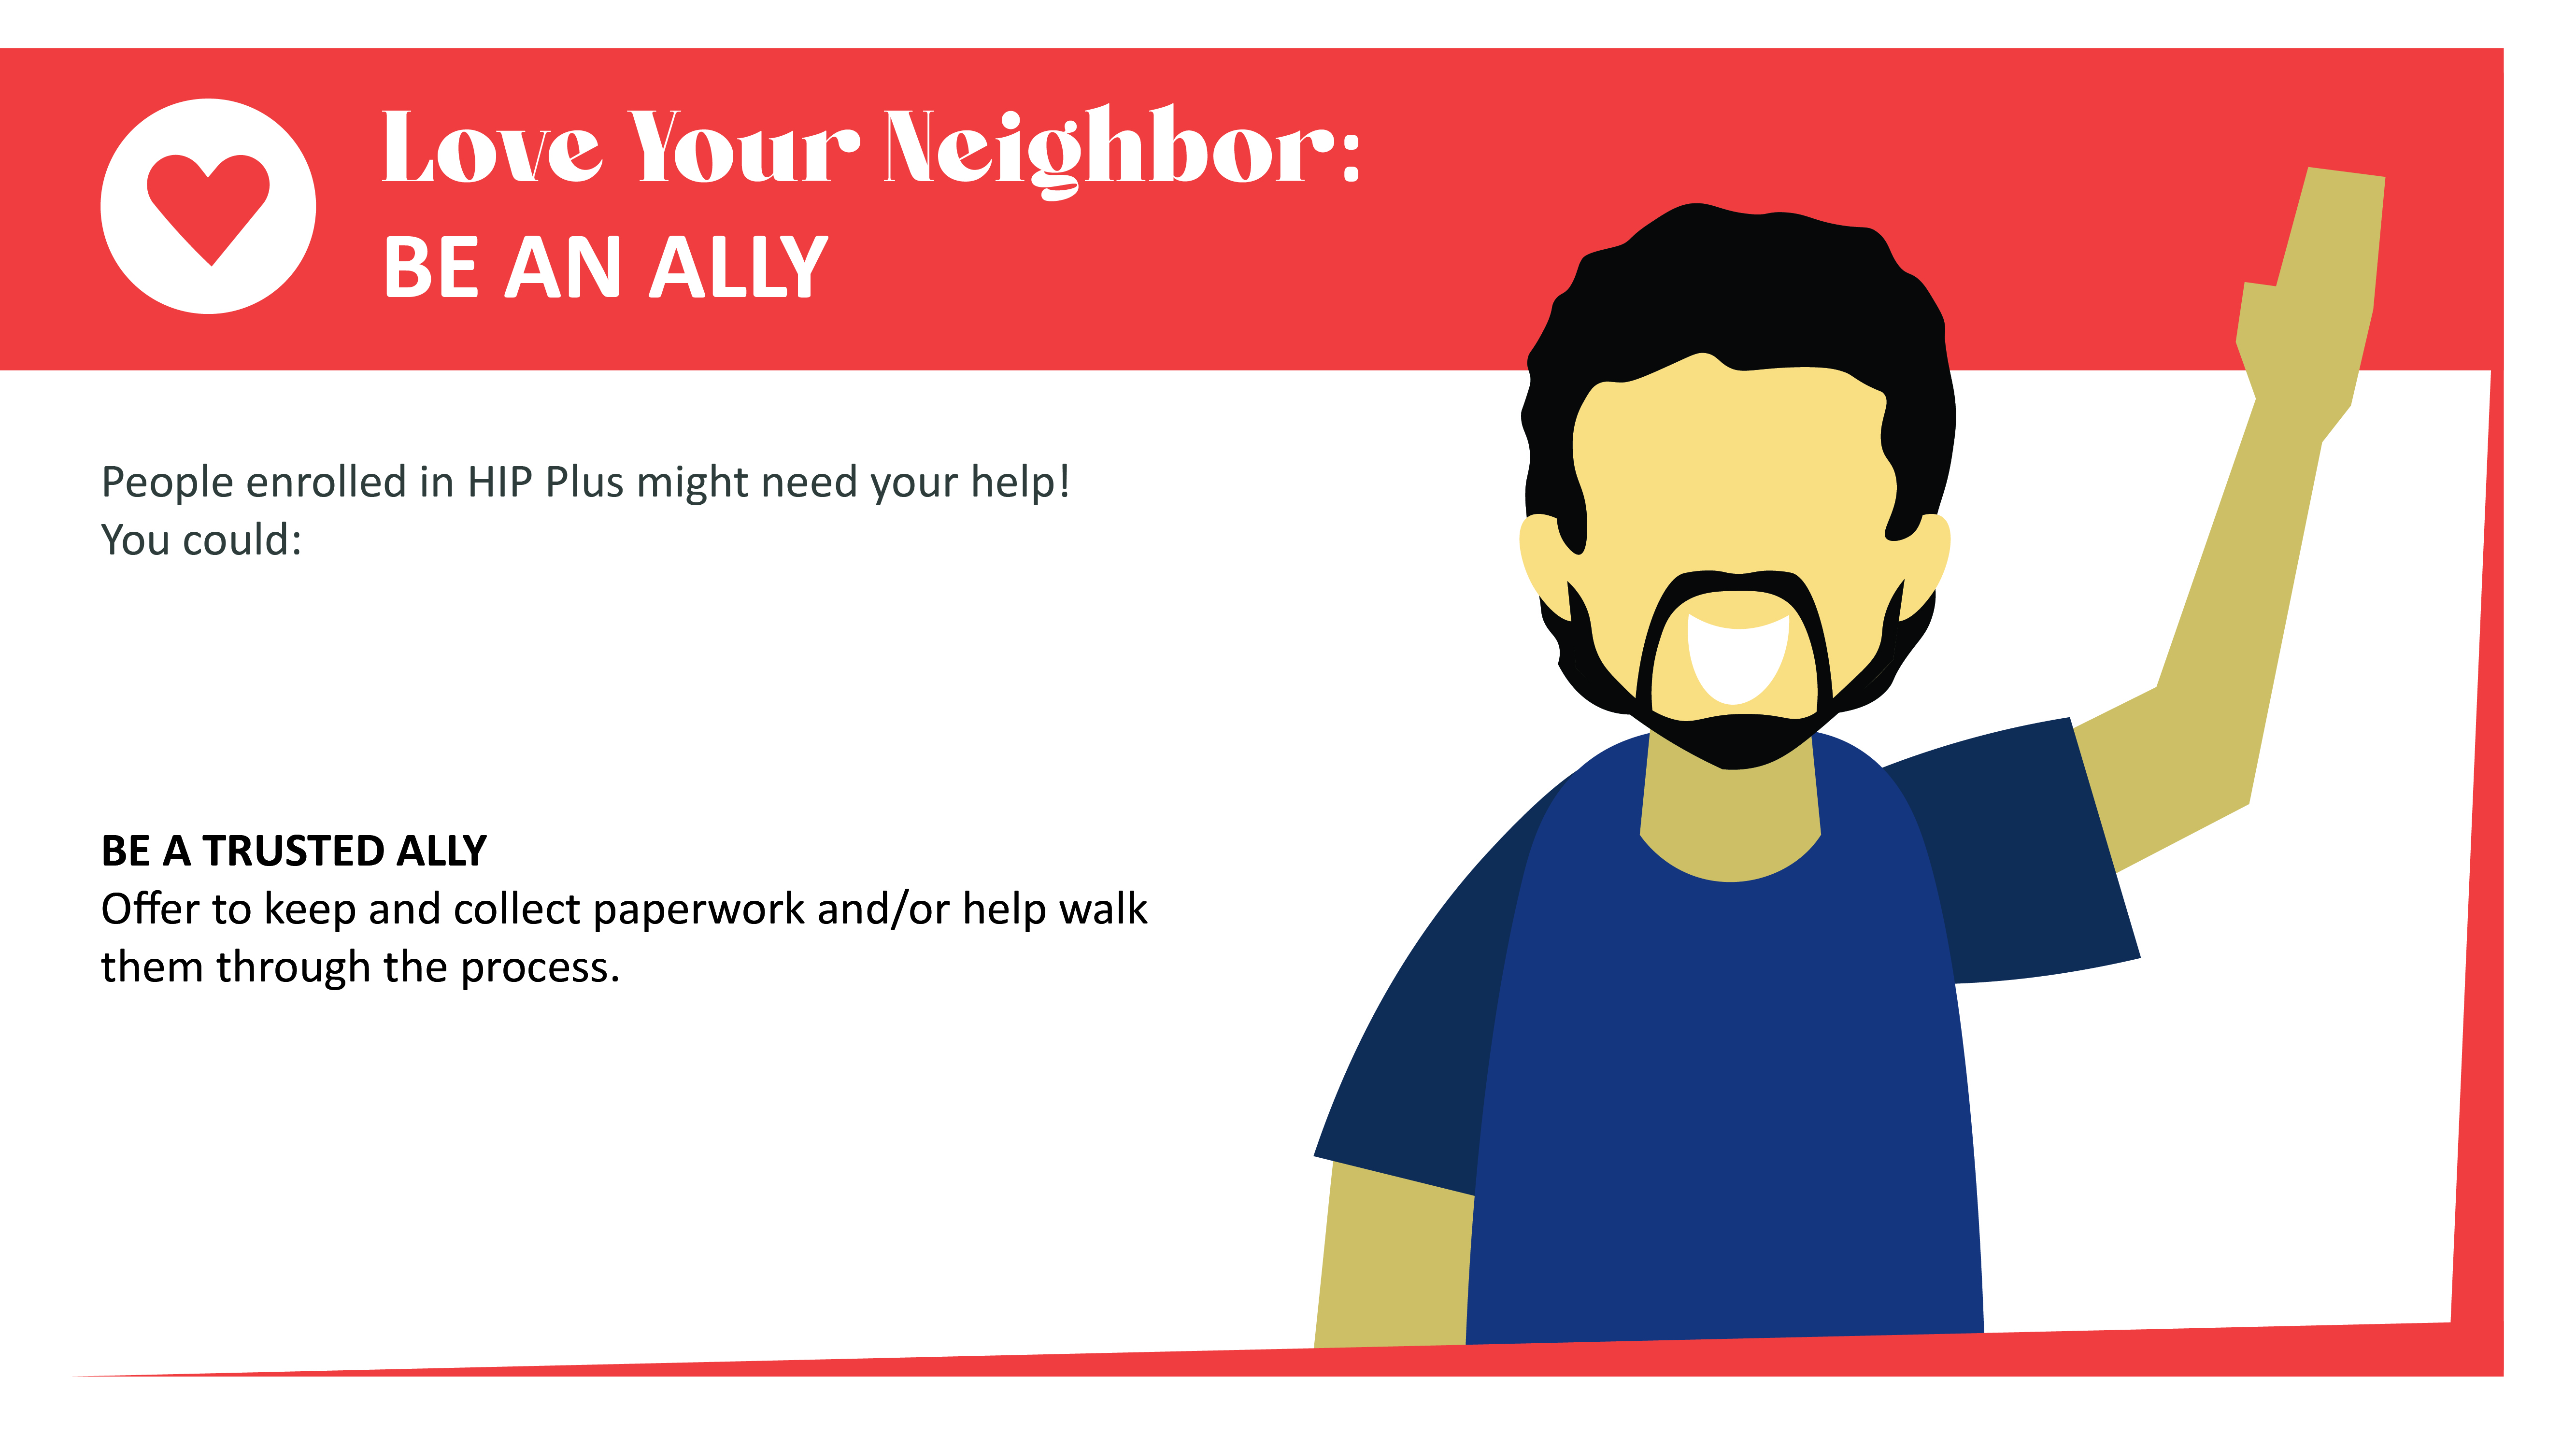 Love Your Neighbor:
BE AN ALLY
People enrolled in HIP Plus might need your help!
You could:
BE A TRUSTED ALLY
Offer to keep and collect paperwork and/or help walk
them through the process.